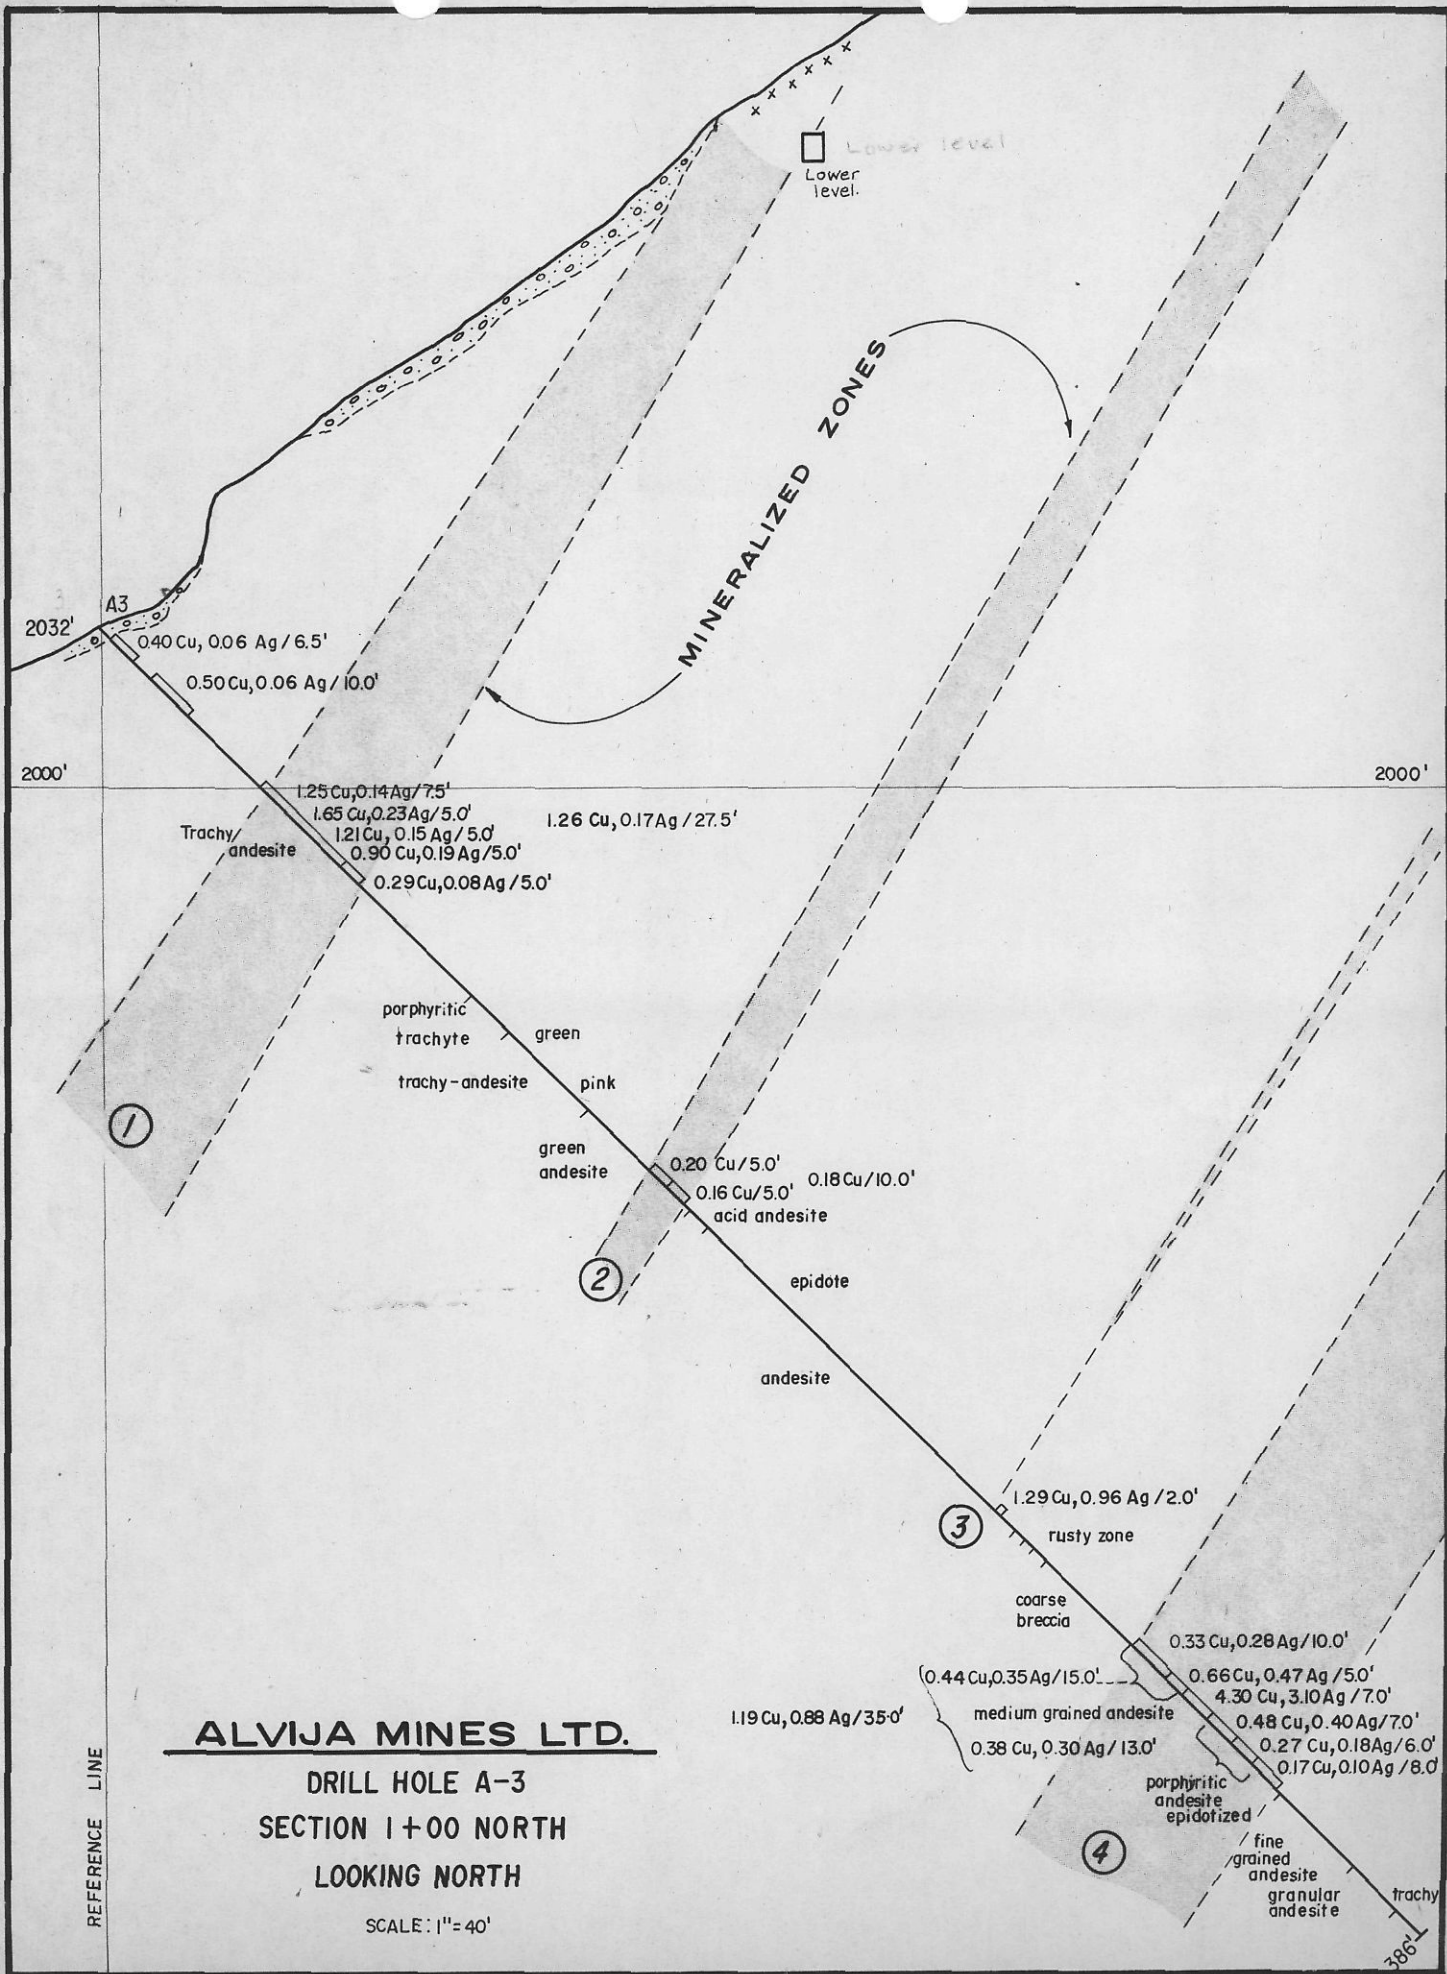 Lower level
Lower
level.
MINERALIZED ZONES
A3
2032'
0.40 Cu, 0.06 Ag / 6.5'
0.50 Cu, 0.06 Ag / 10.0'
2000'
2000'
1.25 Cu, 0.14 Ag / 7.5'
1.65 Cu, 0.23 Ag / 5.0'
1.26 Cu, 0.17 Ag / 27.5'
1.21 Cu, 0.15 Ag / 5.0'
0.90 Cu, 0.19 Ag / 5.0'
0.29 Cu, 0.08 Ag / 5.0'
Trachy
andesite
porphyritic
trachyte
green
trachy-andesite
pink
1
green
andesite
0.20 Cu / 5.0'
0.16 Cu / 5.0'
0.18 Cu / 10.0'
acid andesite
2
epidote
andesite
1.29 Cu, 0.96 Ag / 2.0'
3
rusty zone
coarse
breccia
0.33 Cu, 0.28 Ag / 10.0'
0.44 Cu, 0.35 Ag / 15.0'
0.66 Cu, 0.47 Ag / 5.0'
4.30 Cu, 3.10 Ag / 7.0'
1.19 Cu, 0.88 Ag / 35.0'
medium grained andesite
0.48 Cu, 0.40 Ag / 7.0'
0.38 Cu, 0.30 Ag / 13.0'
0.27 Cu, 0.18 Ag / 6.0'
0.17 Cu, 0.10 Ag / 8.0'
porphyritic
andesite
epidotized
4
fine
grained
andesite
granular
andesite
trachy
386'
ALVIJA MINES LTD.
DRILL HOLE A-3
SECTION 1+00 NORTH
LOOKING NORTH
SCALE: 1" = 40'
REFERENCE LINE